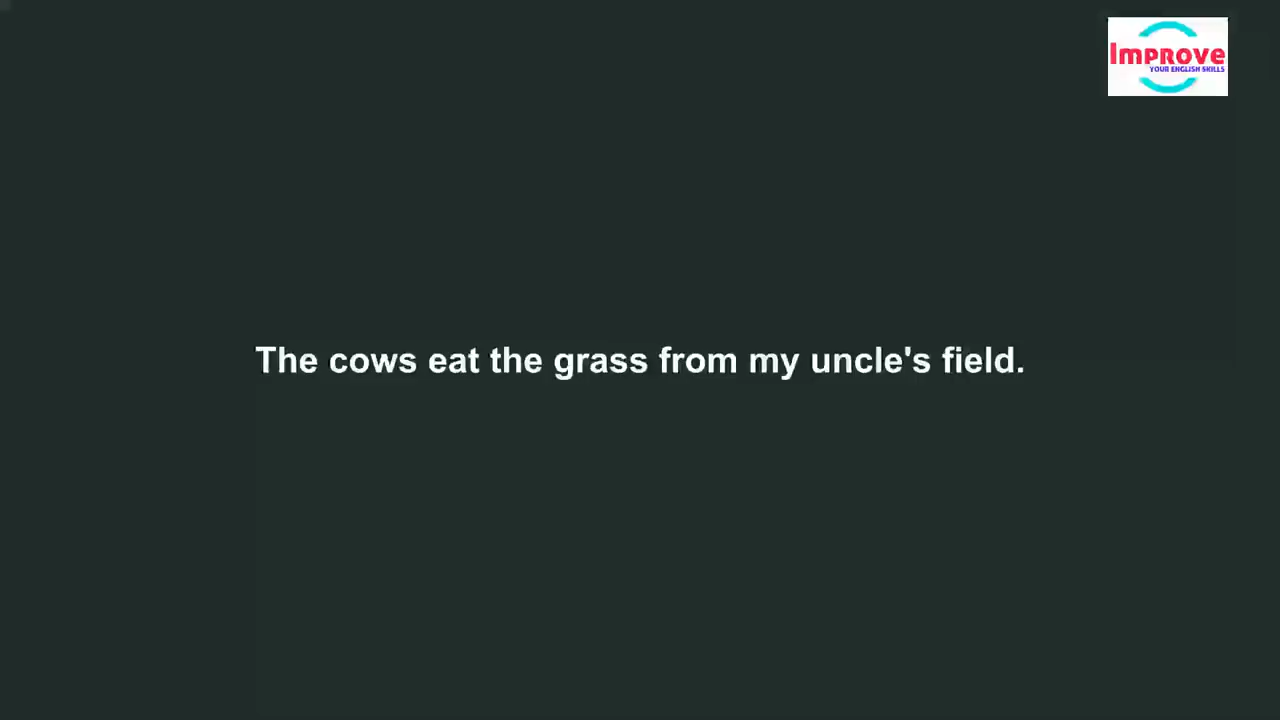 Improve
YOUR ENGLISH SKILLS
The cows eat the grass from my uncle's field.